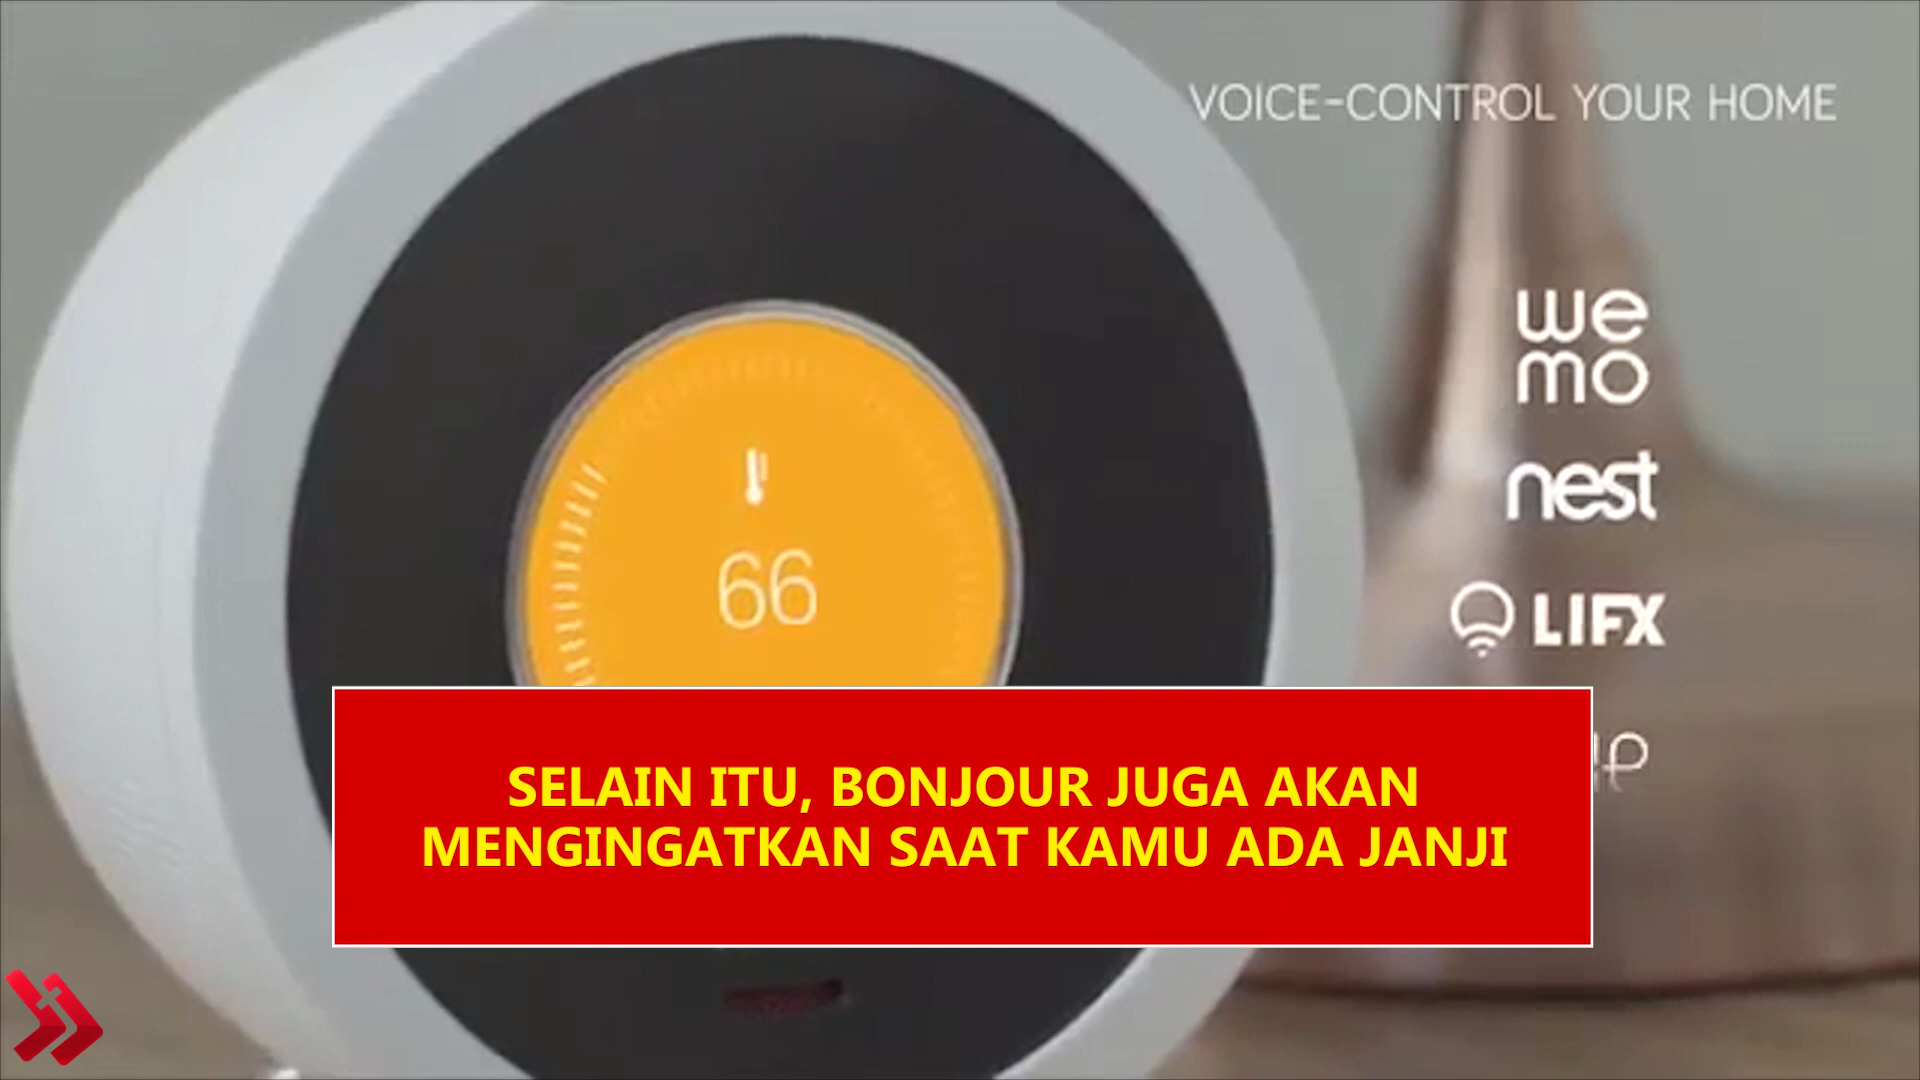 VOICE-CONTROL YOUR HOME
we
mo
nest
LIFX
66
SELAIN ITU, BONJOUR JUGA AKAN
MENGINGATKAN SAAT KAMU ADA JANJI